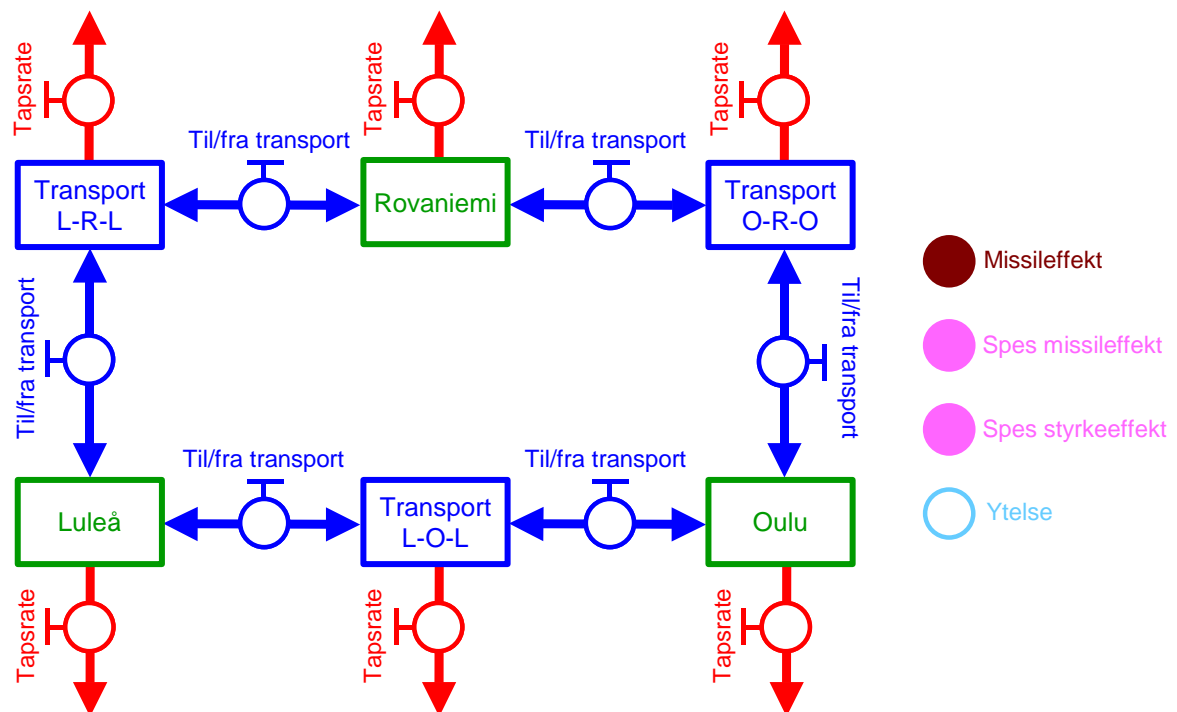 Tapsrate
Tapsrate
Tapsrate
Til/fra transport
Til/fra transport
Transport
L-R-L
Rovaniemi
Transport
O-R-O
Missileffekt
Til/fra transport
Til/fra transport
Spes missileffekt
Spes styrkeeffekt
Til/fra transport
Til/fra transport
Luleå
Transport
L-O-L
Oulu
Ytelse
Tapsrate
Tapsrate
Tapsrate